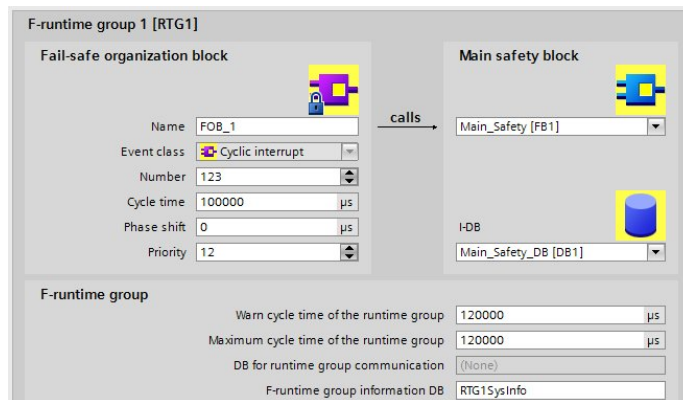 F-runtime group 1 [RTG1]
Fail-safe organization block
Name FOB_1
Event class Cyclic interrupt
Number 123
Cycle time 100000 µs
Phase shift 0 µs
Priority 12
calls
Main safety block
Main_Safety [FB1]
I-DB
Main_Safety_DB [DB1]
F-runtime group
Warn cycle time of the runtime group 120000 µs
Maximum cycle time of the runtime group 120000 µs
DB for runtime group communication (None)
F-runtime group information DB RTG1SysInfo